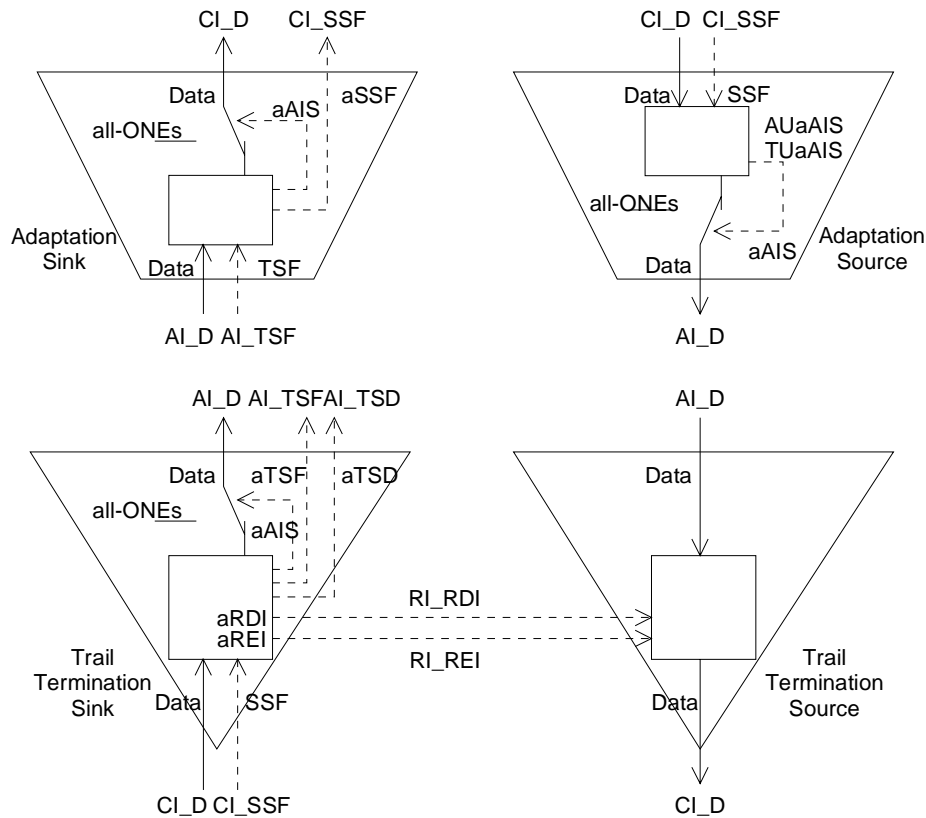 CI_D CI_SSF
Data aSSF
aAIS
all-ONEs
Adaptation
Sink
Data TSF
AI_D AI_TSF
CI_D CI_SSF
Data SSF
AUaAIS
TUaAIS
all-ONEs
aAIS
Data
Adaptation
Source
AI_D
AI_D AI_TSF AI_TSD
Data aTSF aTSD
all-ONEs
aAIS
aRDI
aREI
RI_RDI
RI_REI
Trail
Termination
Sink
Data SSF
CI_D CI_SSF
AI_D
Data
Trail
Termination
Source
Data
CI_D